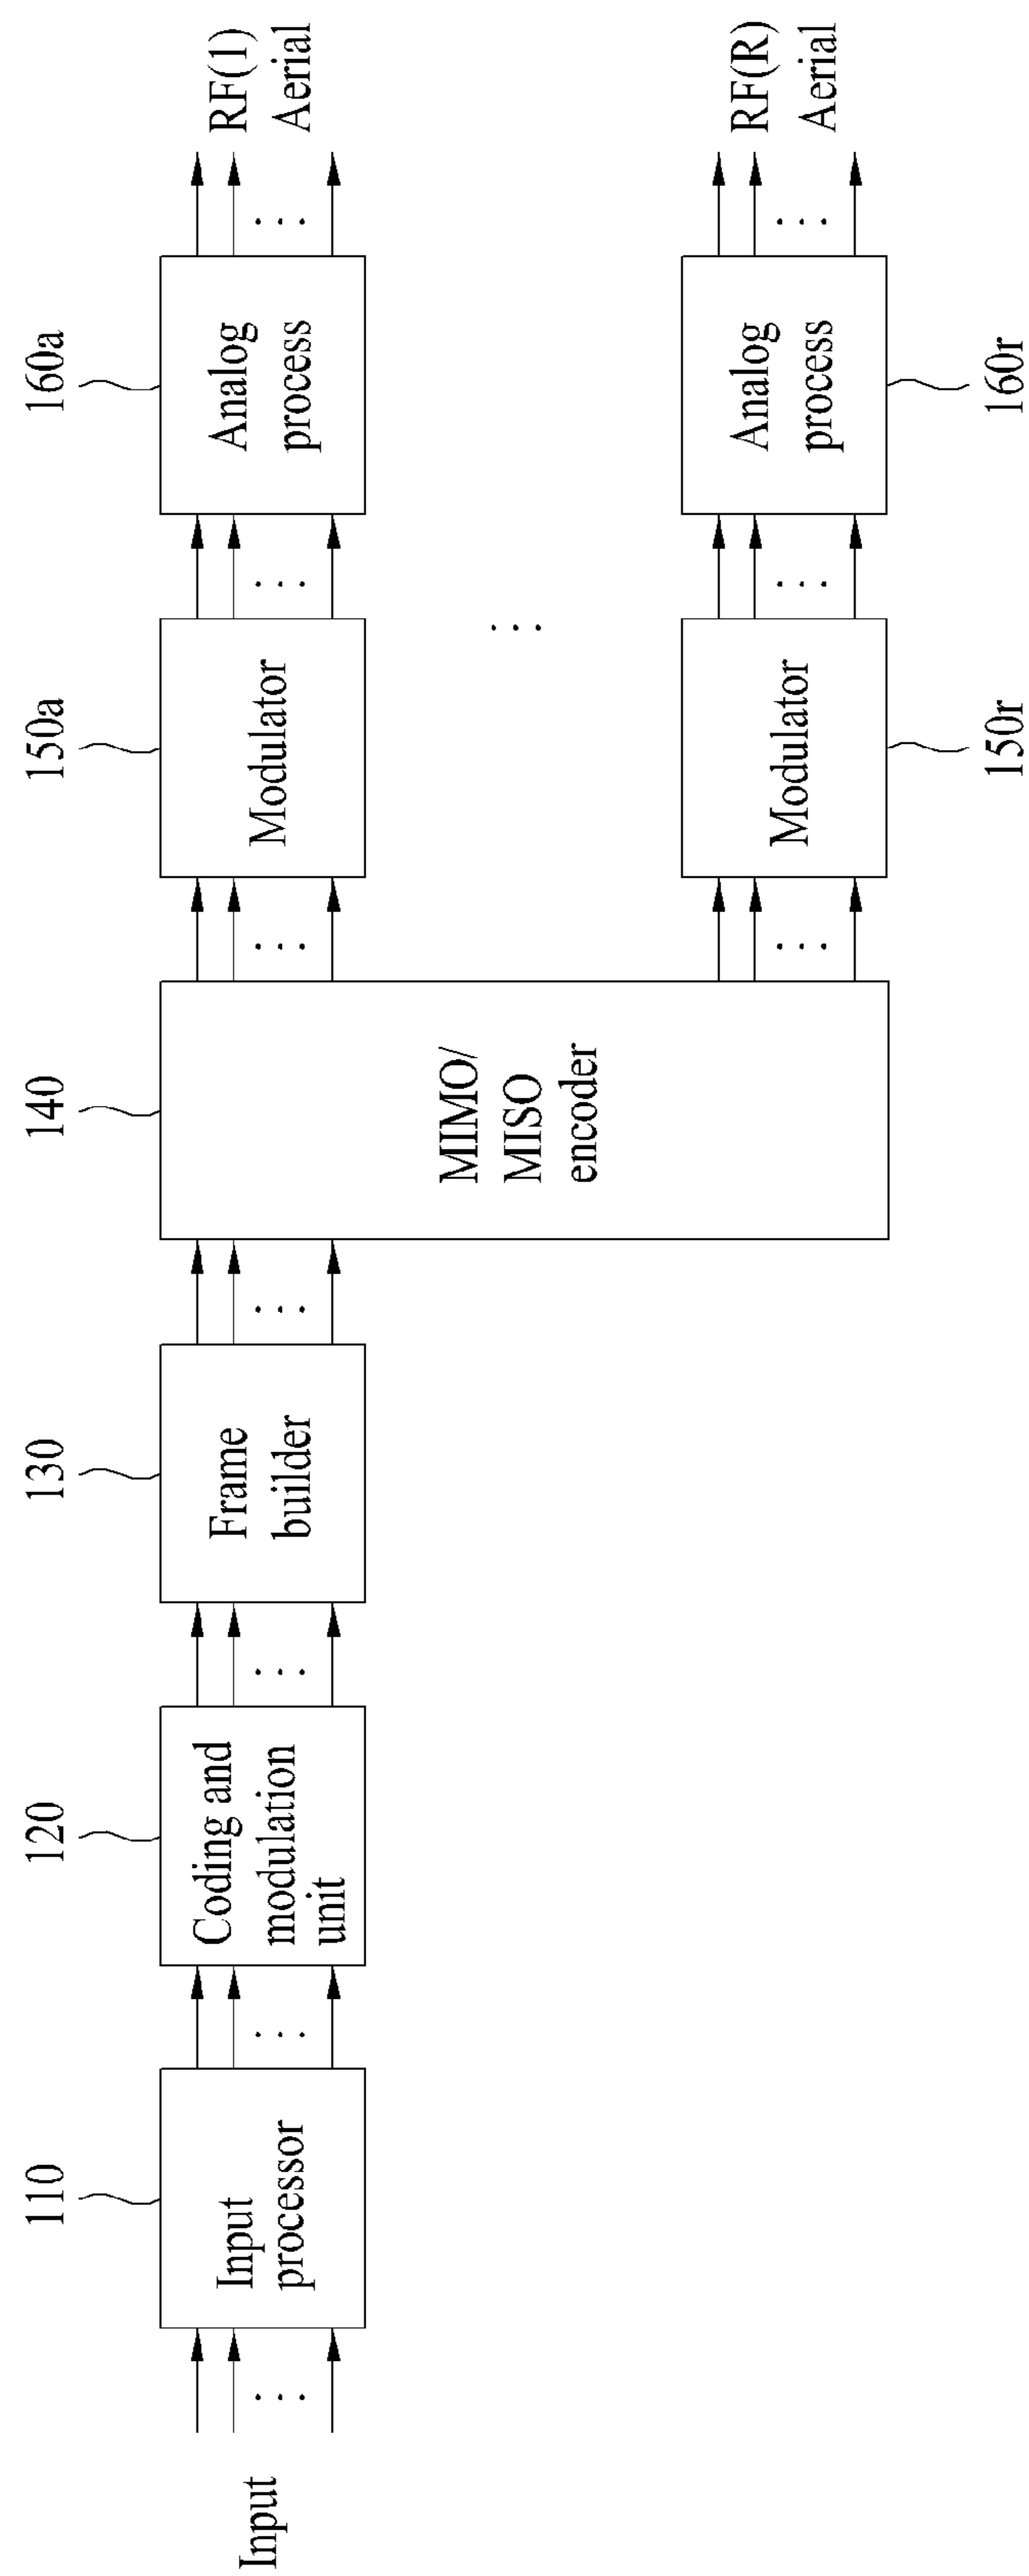 110
120
130
140
150a
160a
Input
Input
processor
Coding and
modulation
unit
Frame
builder
MIMO/
MISO
encoder
Modulator
Analog
process
RF(1)
Aerial
...
Modulator
Analog
process
RF(R)
Aerial
150r
160r